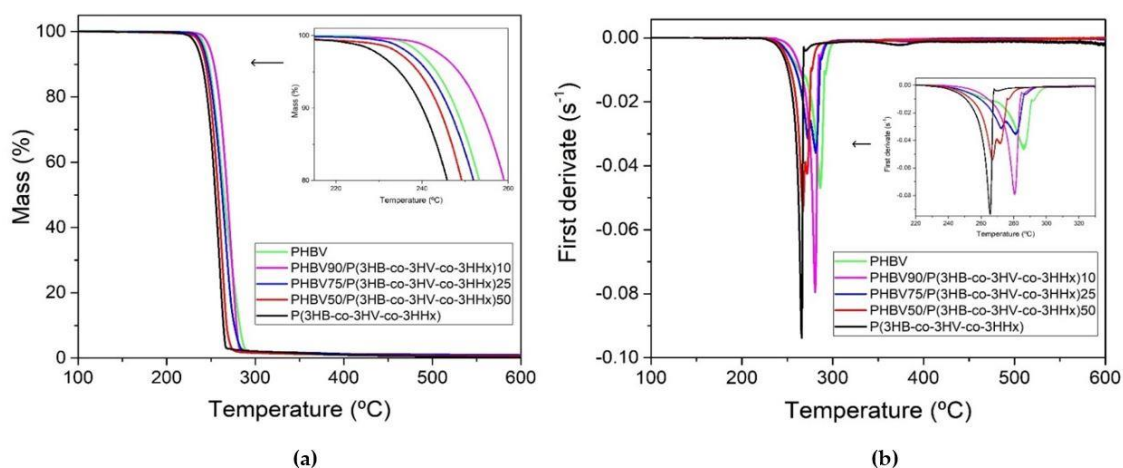 100
80
60
40
20
0
Mass (%)
100
90
80
Mass (%)
220
240
260
Temperature (ºC)
PHBV
PHBV90/P(3HB-co-3HV-co-3HHx)10
PHBV75/P(3HB-co-3HV-co-3HHx)25
PHBV50/P(3HB-co-3HV-co-3HHx)50
P(3HB-co-3HV-co-3HHx)
100 200 300 400 500 600
Temperature (ºC)
(a)
100 200 300 400 500 600
0.00
-0.02
-0.04
-0.06
-0.08
-0.10
First derivate (s-1)
0.00
-0.02
-0.04
-0.06
-0.08
First derivate (s-1)
220 240 260 280 300 320
Temperature (ºC)
PHBV
PHBV90/P(3HB-co-3HV-co-3HHx)10
PHBV75/P(3HB-co-3HV-co-3HHx)25
PHBV50/P(3HB-co-3HV-co-3HHx)50
P(3HB-co-3HV-co-3HHx)
100 200 300 400 500 600
Temperature (ºC)
(b)